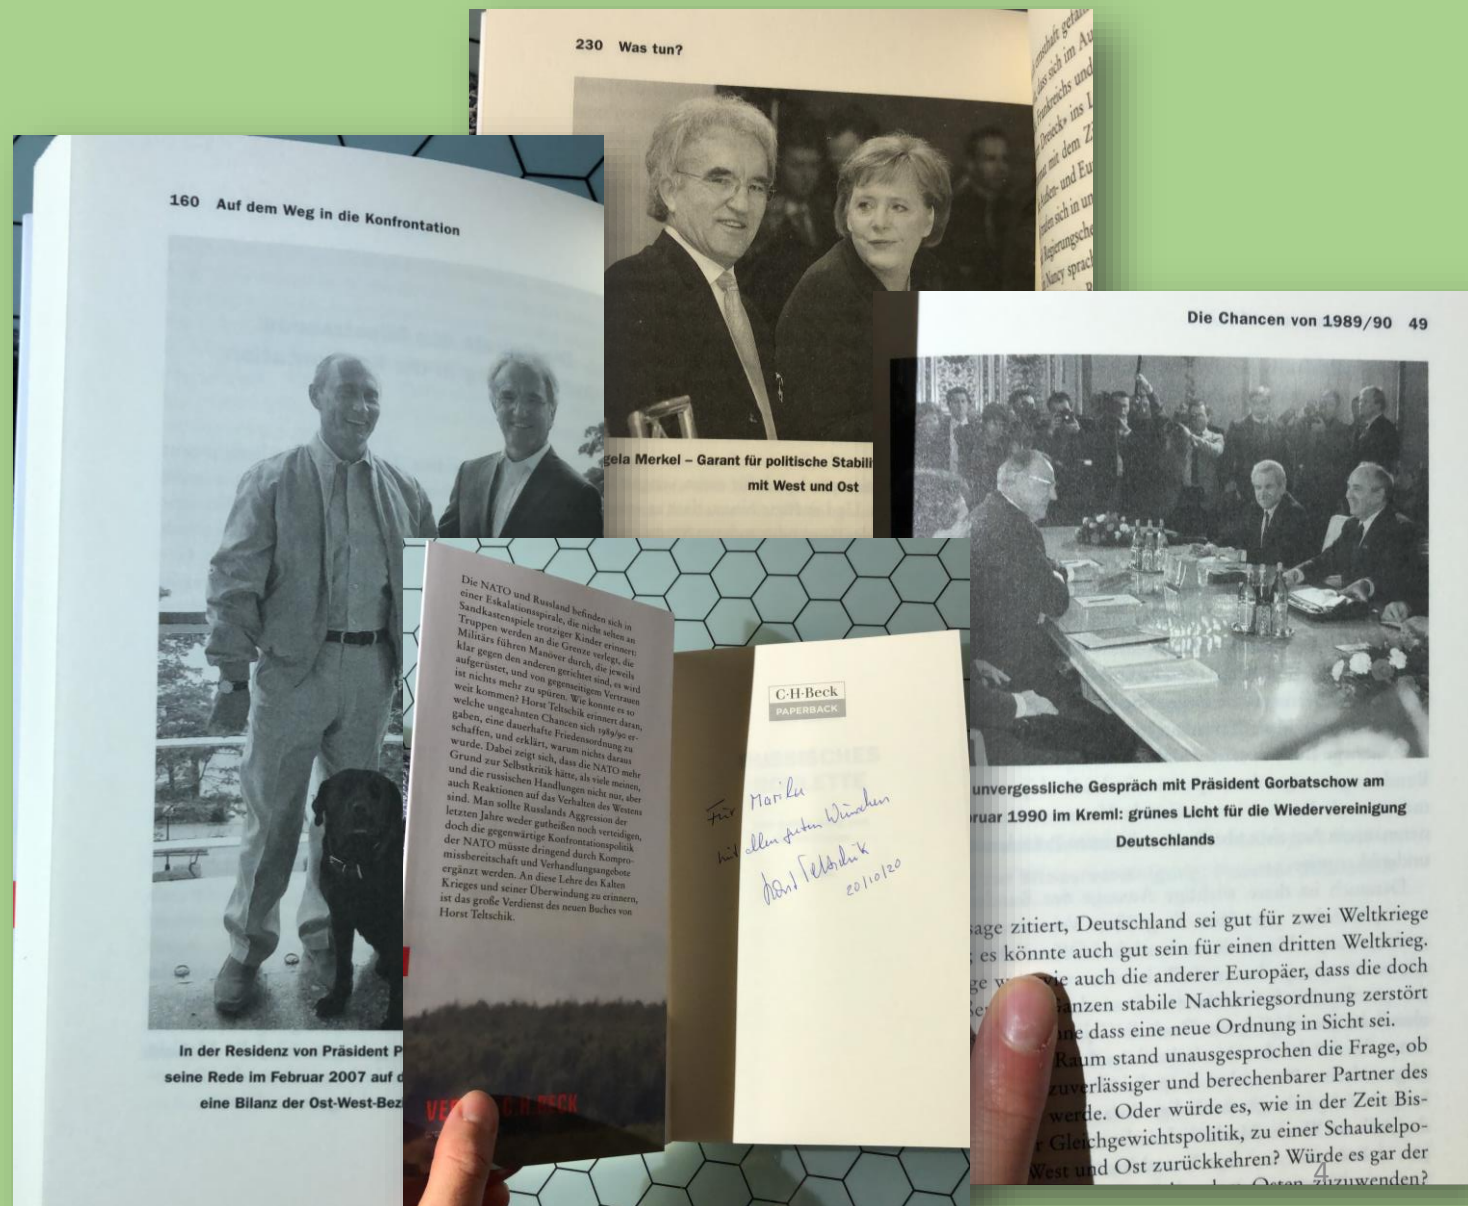 230 Was tun?
gela Merkel – Garant für politische Stabili
mit West und Ost
160 Auf dem Weg in die Konfrontation
In der Residenz von Präsident P
seine Rede im Februar 2007 auf d
eine Bilanz der Ost-West-Bez
Die NATO und Russland befinden sich in
einer Eskalationsspirale, die nicht selten an
Sandkastenspiele trotziger Kinder erinnert:
Truppen werden an die Grenze verlegt, die
Militärs führen Manöver durch, die jeweils
klar gegen den anderen gerichtet sind, es wird
aufgerüstet, und von gegenseitigem Vertrauen
ist nichts mehr zu spüren. Wie konnte es so
weit kommen? Horst Teltschik erinnert daran,
welche ungeahnten Chancen sich 1989/90 er-
gaben, eine dauerhafte Friedensordnung zu
schaffen, und erklärt, warum nichts daraus
wurde. Dabei zeigt sich, dass die NATO mehr
Grund zur Selbstkritik hätte, als viele meinen,
und die russischen Handlungen nicht nur, aber
auch Reaktionen auf das Verhalten des Westens
sind. Man sollte Russlands Aggression der
letzten Jahre weder gutheißen noch verteidigen,
doch die gegenwärtige Konfrontationspolitik
der NATO müsste dringend durch Kompro-
missbereitschaft und Verhandlungsangebote
ergänzt werden. An diese Lehre des Kalten
Krieges und seiner Überwindung zu erinnern,
ist das große Verdienst des neuen Buches von
Horst Teltschik.
C.H.BECK
C·H·Beck
PAPERBACK
Für Marika
mit allen guten Wünschen
Horst Teltschik
20/10/20
Die Chancen von 1989/90 49
unvergessliche Gespräch mit Präsident Gorbatschow am
ruar 1990 im Kreml: grünes Licht für die Wiedervereinigung
Deutschlands
age zitiert, Deutschland sei gut für zwei Weltkriege
; es könnte auch gut sein für einen dritten Weltkrieg.
wie auch die anderer Europäer, dass die doch
Ganzen stabile Nachkriegsordnung zerstört
ne dass eine neue Ordnung in Sicht sei.
Raum stand unausgesprochen die Frage, ob
zuverlässiger und berechenbarer Partner des
werde. Oder würde es, wie in der Zeit Bis-
r Gleichgewichtspolitik, zu einer Schaukelpo-
West und Ost zurückkehren? Würde es gar der
Osten zuzuwenden?
4